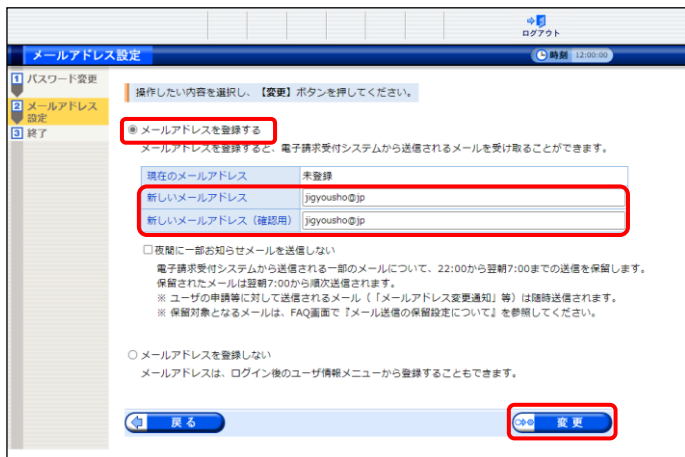 ログアウト
メールアドレス設定
時刻 12:00:00
1 パスワード変更
2 メールアドレス
設定
3 終了
操作したい内容を選択し、【変更】ボタンを押してください。
メールアドレスを登録する
メールアドレスを登録すると、電子請求受付システムから送信されるメールを受け取ることができます。
現在のメールアドレス 未登録
新しいメールアドレス jigyousho@jp
新しいメールアドレス（確認用） jigyousho@jp
夜間に一部お知らせメールを送信しない
電子請求受付システムから送信される一部のメールについて、22:00から翌朝7:00までの送信を保留します。
保留されたメールは翌朝7:00から順次送信されます。
※ ユーザの申請等に対して送信されるメール（「メールアドレス変更通知」等）は随時送信されます。
※ 保留対象となるメールは、FAQ画面で『メール送信の保留設定について』を参照してください。
メールアドレスを登録しない
メールアドレスは、ログイン後のユーザ情報メニューから登録することもできます。
戻る
変更